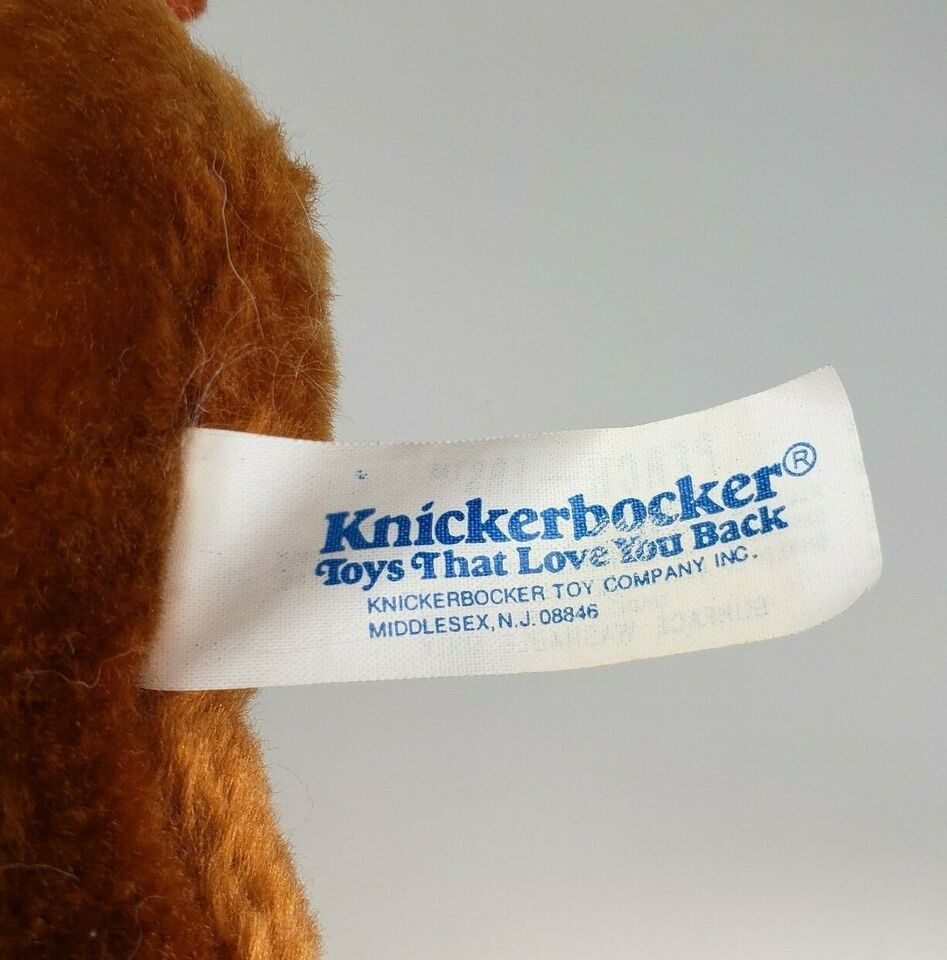 Knickerbocker®
Toys That Love You Back
KNICKERBOCKER TOY COMPANY INC.
MIDDLESEX, N.J. 08846